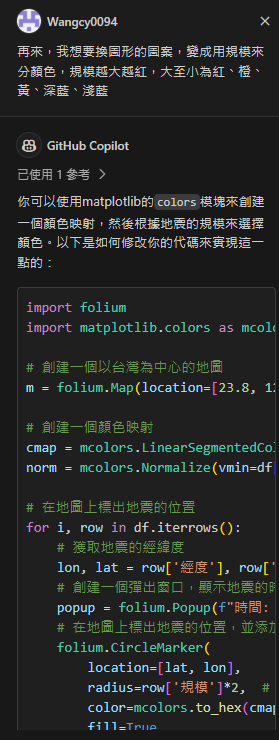 Wangcy0094
再來，我想要換圓形的圖案，變成用規模來
分顏色，規模越大越紅，大至小為紅、橙、
黃、深藍、淺藍
GitHub Copilot
已使用 1 參考
你可以使用matplotlib的colors模塊來創建
一個顏色映射，然後根據地震的規模來選擇
顏色。以下是如何修改你的代碼來實現這一
點的：
import folium
import matplotlib.colors as mcolo
# 創建一個以台灣為中心的地圖
m = folium.Map(location=[23.8, 12
# 創建一個顏色映射
cmap = mcolors.LinearSegmentedCol
norm = mcolors.Normalize(vmin=df[
# 在地圖上標出地震的位置
for i, row in df.iterrows():
# 獲取地震的經緯度
lon, lat = row['經度'], row['
# 創建一個彈出窗口，顯示地震的時
popup = folium.Popup(f"時間:
# 在地圖上標出地震的位置，並添加
folium.CircleMarker(
location=[lat, lon],
radius=row['規模']*2, #
color=mcolors.to_hex(cmap
fill=True